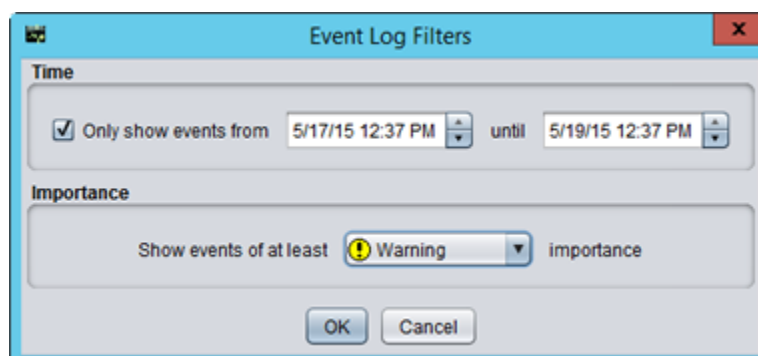 Event Log Filters
Time
Only show events from 5/17/15 12:37 PM until 5/19/15 12:37 PM
Importance
Show events of at least Warning importance
OK Cancel